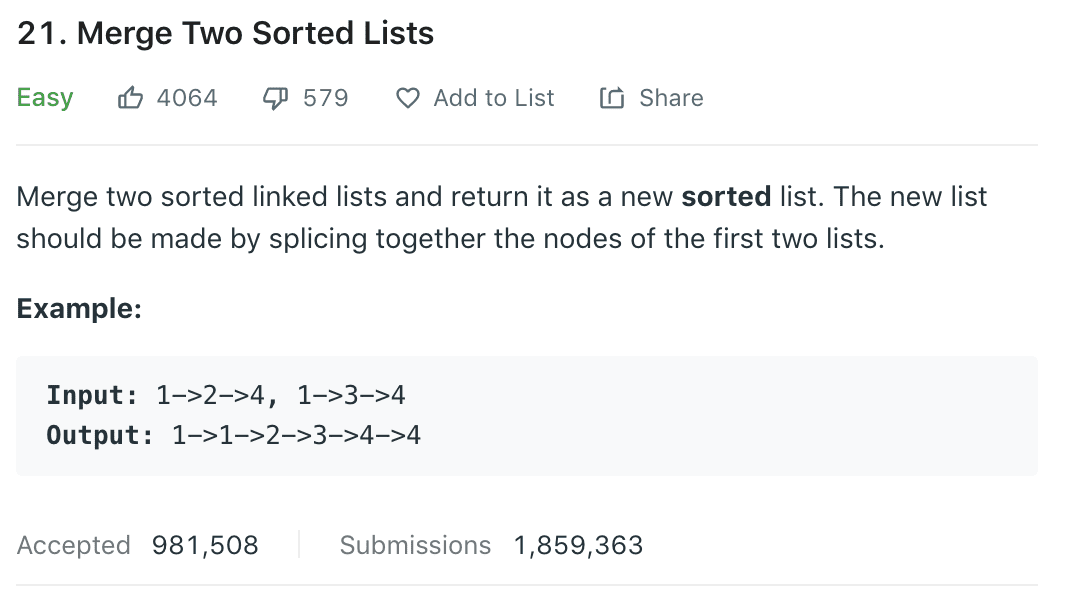 21. Merge Two Sorted Lists
Easy 4064 579 Add to List Share
Merge two sorted linked lists and return it as a new sorted list. The new list
should be made by splicing together the nodes of the first two lists.
Example:
Input: 1->2->4, 1->3->4
Output: 1->1->2->3->4->4
Accepted 981,508 Submissions 1,859,363